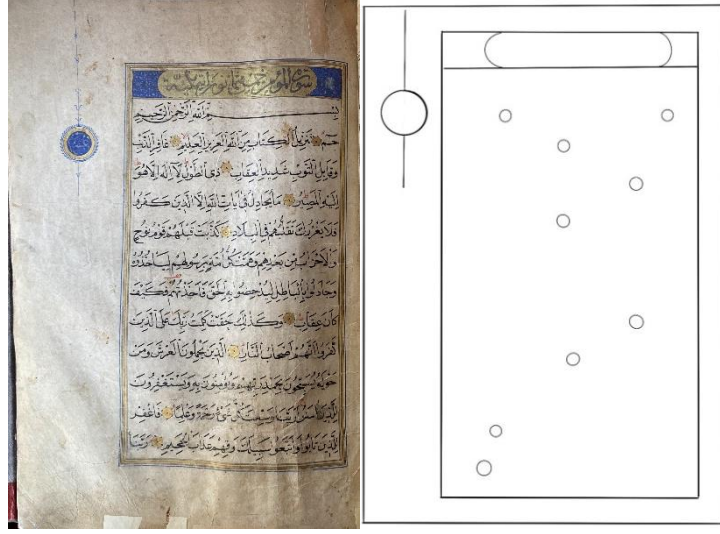 سورة المؤمن
بسم الله الرحمن الرحيم
حم تنزيل الكتاب من الله العزيز العليم غافر الذنب
وقابل التوب شديد العقاب ذي الطول لا اله الا هو
اليه المصير ما يجادل في ايات الله الا الذين كفروا
فلا يغررك تقلبهم في البلاد كذبت قبلهم قوم نوح
والاحزاب من بعدهم وهمت كل امة برسولهم لياخذوه
وجادلوا بالباطل ليدحضوا به الحق فاخذتهم فكيف
كان عقاب وكذلك حقت كلمت ربك على الذين
كفروا انهم اصحاب النار الذين يحملون العرش ومن
حوله يسبحون بحمد ربهم ويؤمنون به ويستغفرون
للذين امنوا ربنا وسعت كل شيء رحمة وعلما فاغفر
للذين تابوا واتبعوا سبيلك وقهم عذاب الجحيم ربنا